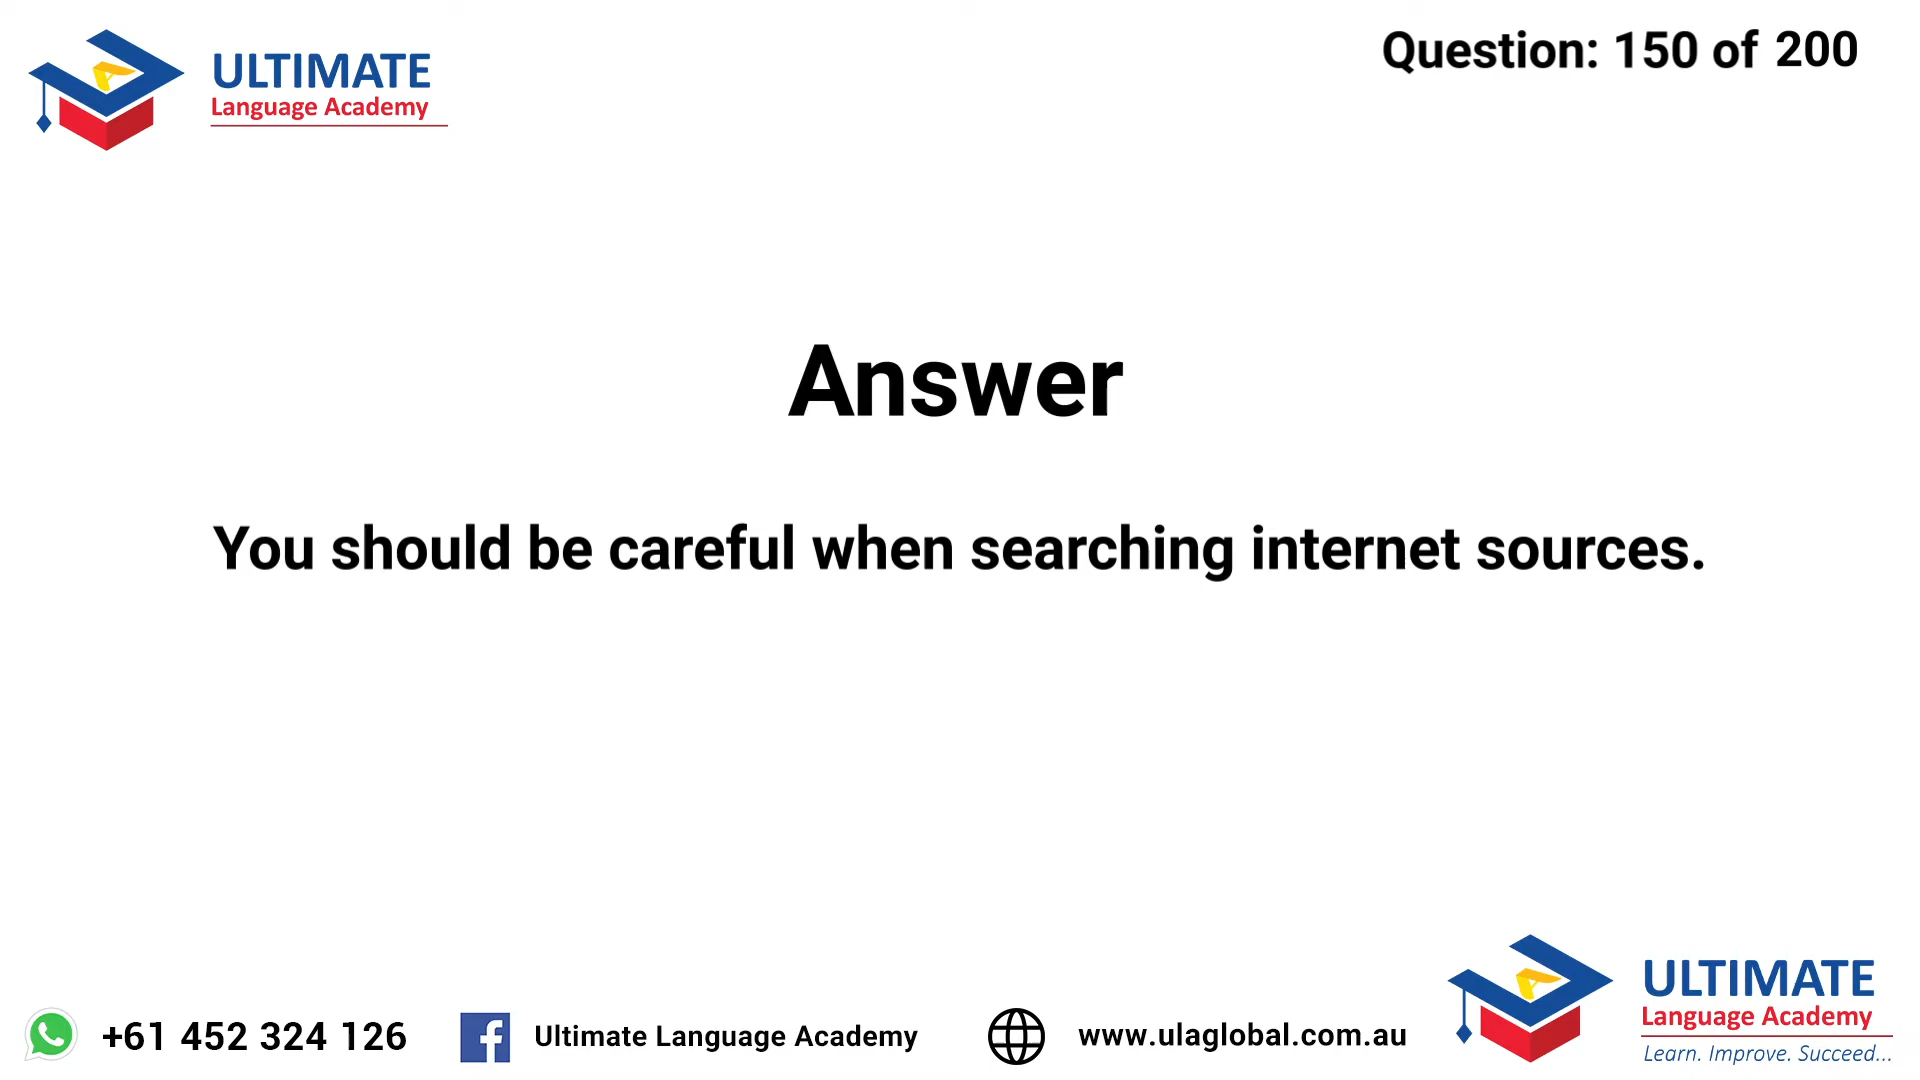 ULTIMATE
Language Academy
Question: 150 of 200
Answer
You should be careful when searching internet sources.
+61 452 324 126
Ultimate Language Academy
www.ulaglobal.com.au
ULTIMATE
Language Academy
Learn. Improve. Succeed...